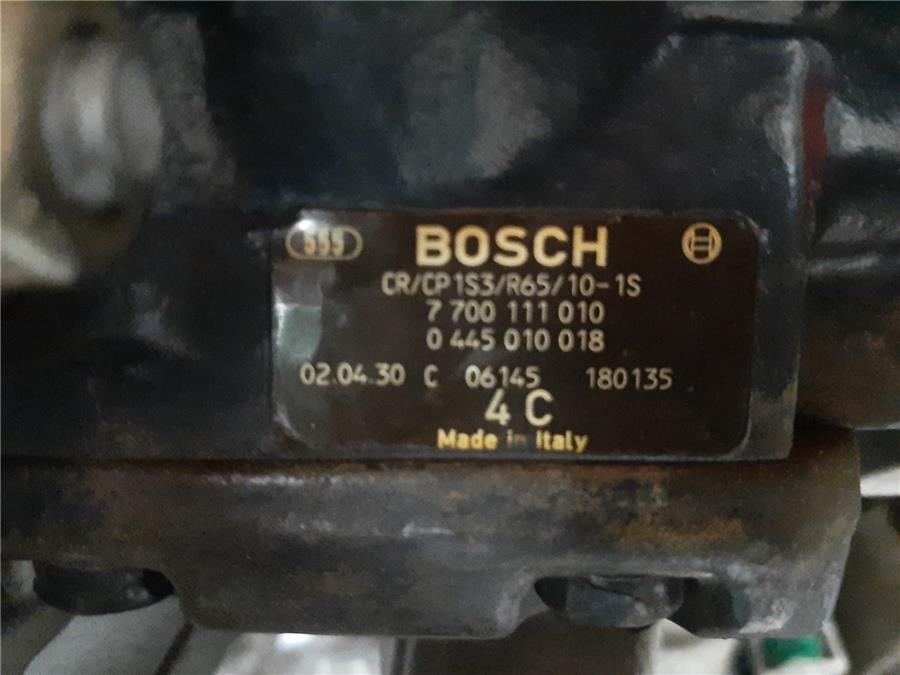 555 BOSCH
CR/CP1S3/R65/10-1S
7 700 111 010
0 445 010 018
02.04.30 C 06145 180135
4 C
Made in Italy